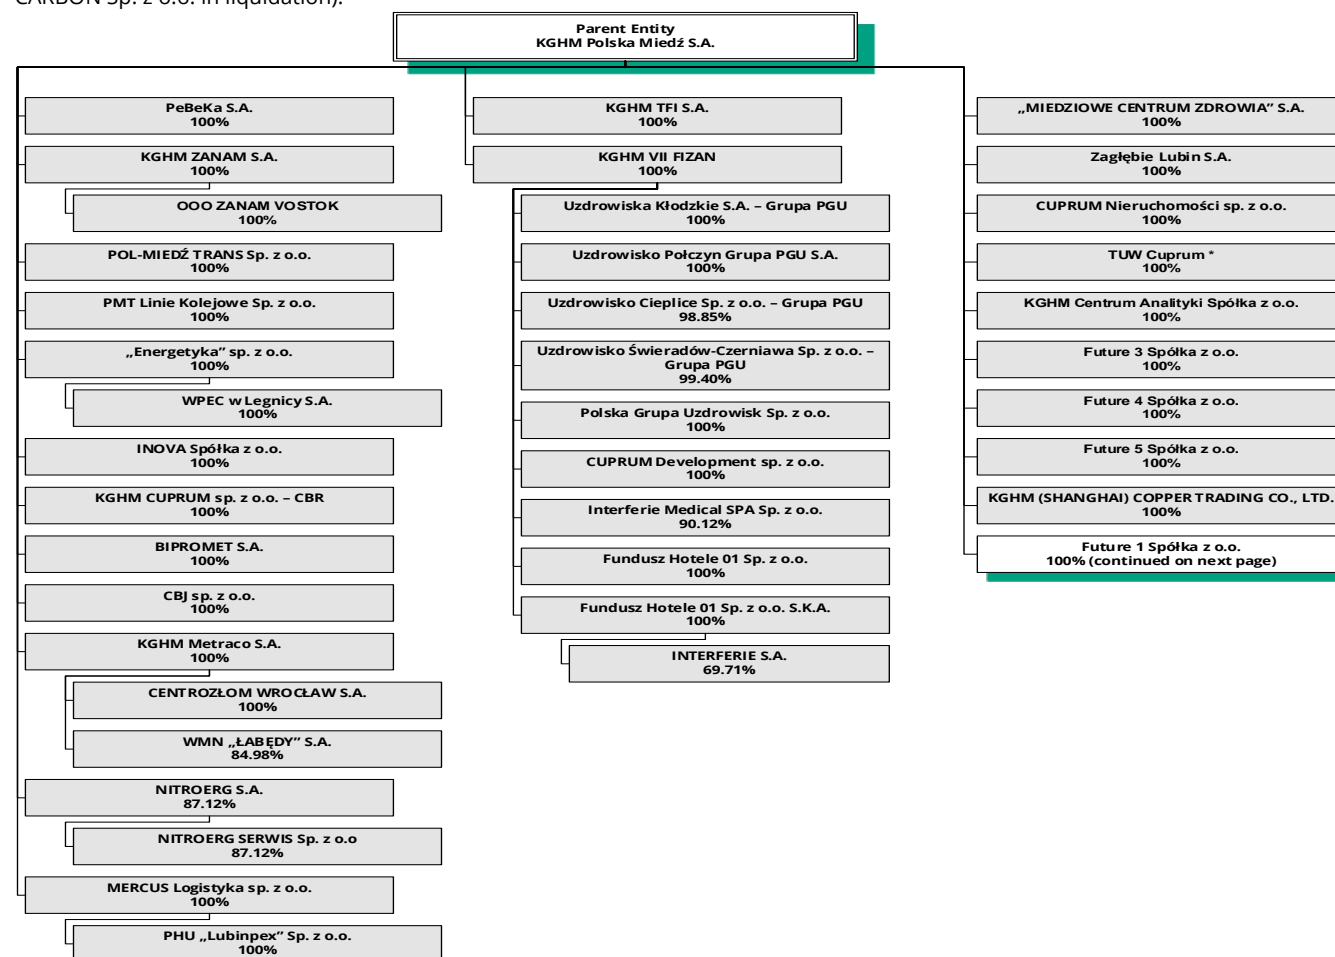 CARBON Sp. z o.o. in liquidation).
Parent Entity
KGHM Polska Miedź S.A.
PeBeKa S.A.
100%
KGHM ZANAM S.A.
100%
OOO ZANAM VOSTOK
100%
POL-MIEDŹ TRANS Sp. z o.o.
100%
PMT Linie Kolejowe Sp. z o.o.
100%
„Energetyka” sp. z o.o.
100%
WPEC w Legnicy S.A.
100%
INOVA Spółka z o.o.
100%
KGHM CUPRUM sp. z o.o. – CBR
100%
BIPROMET S.A.
100%
CBJ sp. z o.o.
100%
KGHM Metraco S.A.
100%
CENTROZŁOM WROCŁAW S.A.
100%
WMN „ŁABĘDY” S.A.
84.98%
NITROERG S.A.
87.12%
NITROERG SERWIS Sp. z o.o
87.12%
MERCUS Logistyka sp. z o.o.
100%
PHU „Lubinpex” Sp. z o.o.
100%
KGHM TFI S.A.
100%
KGHM VII FIZAN
100%
Uzdrowiska Kłodzkie S.A. – Grupa PGU
100%
Uzdrowisko Połczyn Grupa PGU S.A.
100%
Uzdrowisko Cieplice Sp. z o.o. – Grupa PGU
98.85%
Uzdrowisko Świeradów-Czerniawa Sp. z o.o. –
Grupa PGU
99.40%
Polska Grupa Uzdrowisk Sp. z o.o.
100%
CUPRUM Development sp. z o.o.
100%
Interferie Medical SPA Sp. z o.o.
90.12%
Fundusz Hotele 01 Sp. z o.o.
100%
Fundusz Hotele 01 Sp. z o.o. S.K.A.
100%
INTERFERIE S.A.
69.71%
„MIEDZIOWE CENTRUM ZDROWIA” S.A.
100%
Zagłębie Lubin S.A.
100%
CUPRUM Nieruchomości sp. z o.o.
100%
TUW Cuprum *
100%
KGHM Centrum Analityki Spółka z o.o.
100%
Future 3 Spółka z o.o.
100%
Future 4 Spółka z o.o.
100%
Future 5 Spółka z o.o.
100%
KGHM (SHANGHAI) COPPER TRADING CO., LTD.
100%
Future 1 Spółka z o.o.
100% (continued on next page)